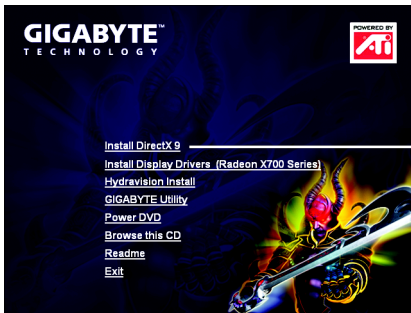 GIGABYTE™
TECHNOLOGY
POWERED BY
ATi
Install DirectX 9
Install Display Drivers (Radeon X700 Series)
Hydravision Install
GIGABYTE Utility
Power DVD
Browse this CD
Readme
Exit